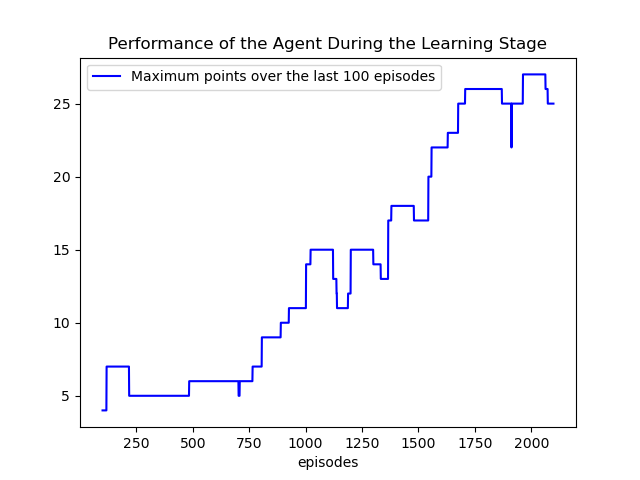 Performance of the Agent During the Learning Stage
Maximum points over the last 100 episodes
25
20
15
10
5
250 500 750 1000 1250 1500 1750 2000
episodes